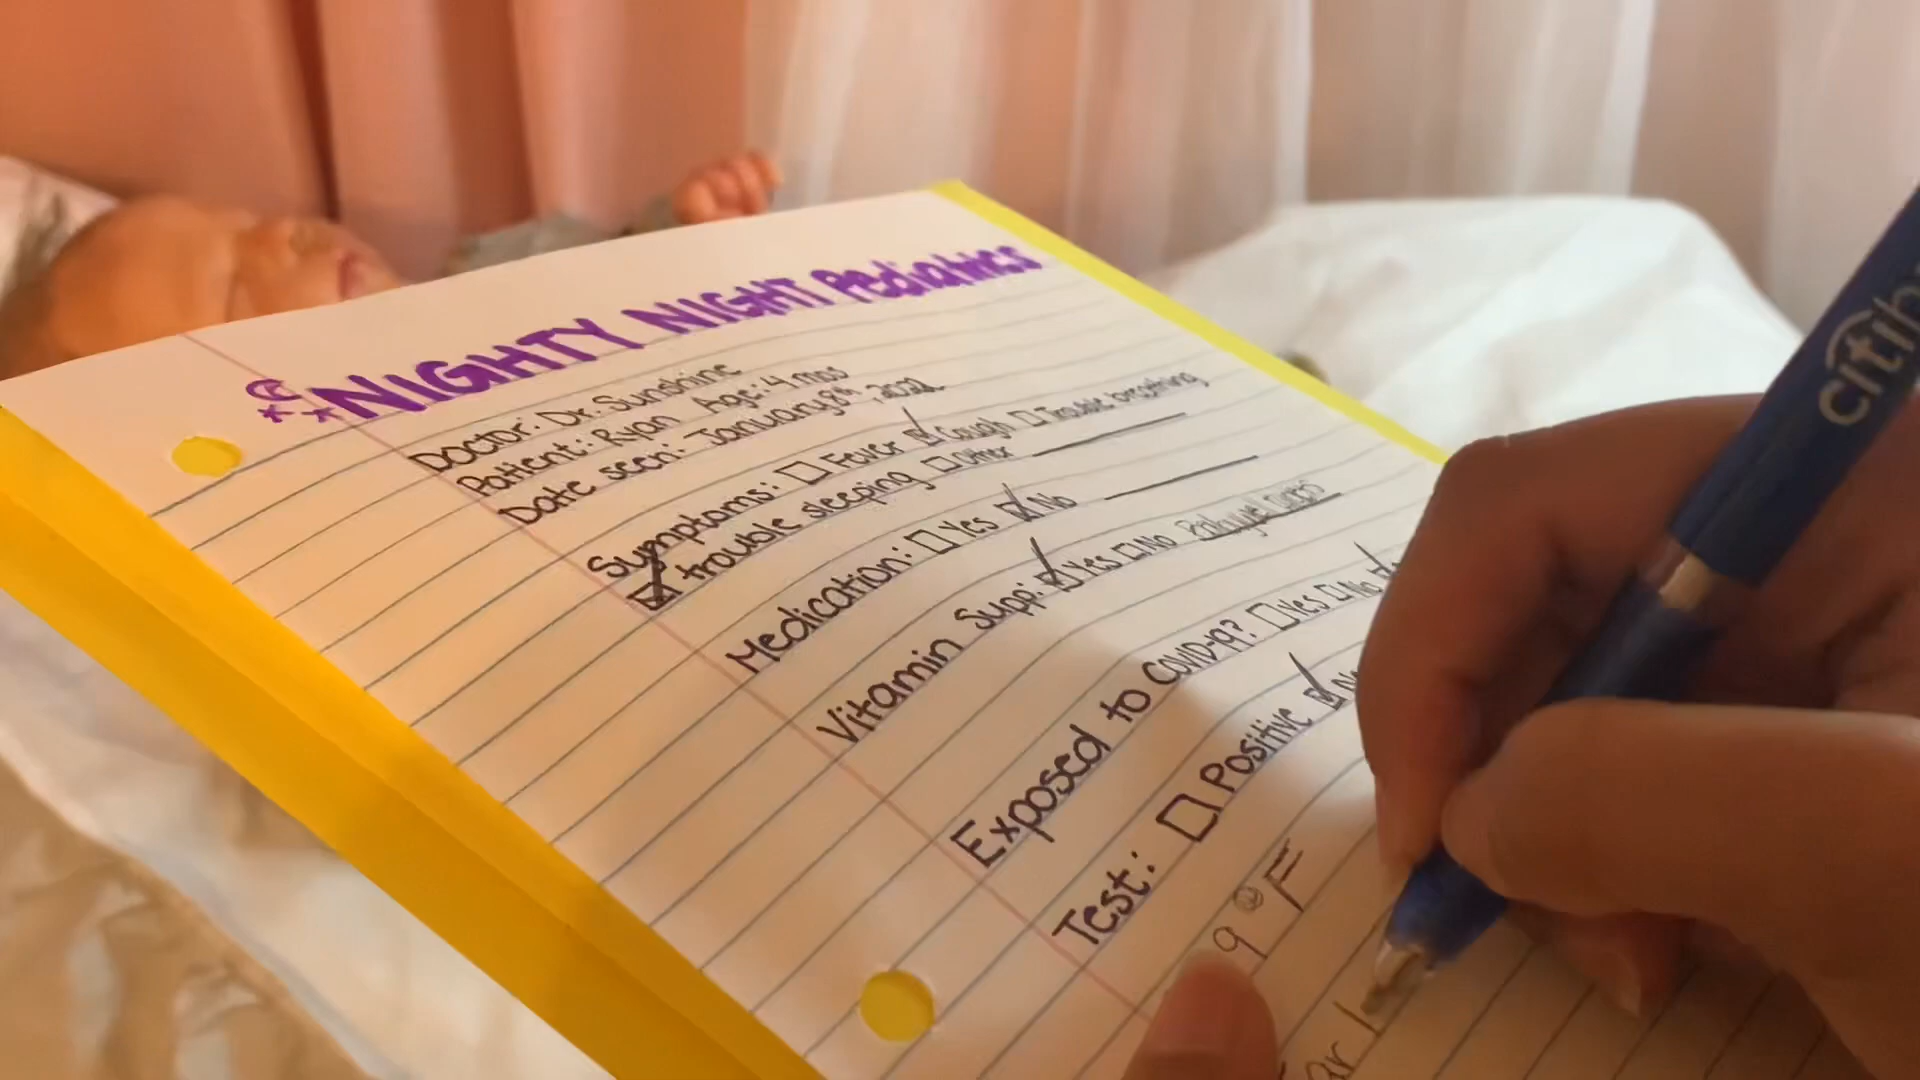 NIGHTY NIGHT Pediatrics
Doctor: Dr. Sunshine
Patient: Ryan Age: 4 mos
Date seen: January 8th, 2022
Symptoms: ☐ Fever ☑ Cough ☐ Trouble breathing
☑ trouble sleeping ☐ Other
Medication: ☐ Yes ☑ No
Vitamin Supp: ☑ Yes ☐ No
Exposed to COVID-19? ☐ Yes ☐ No
Test: ☐ Positive ☑
9 °F
citi